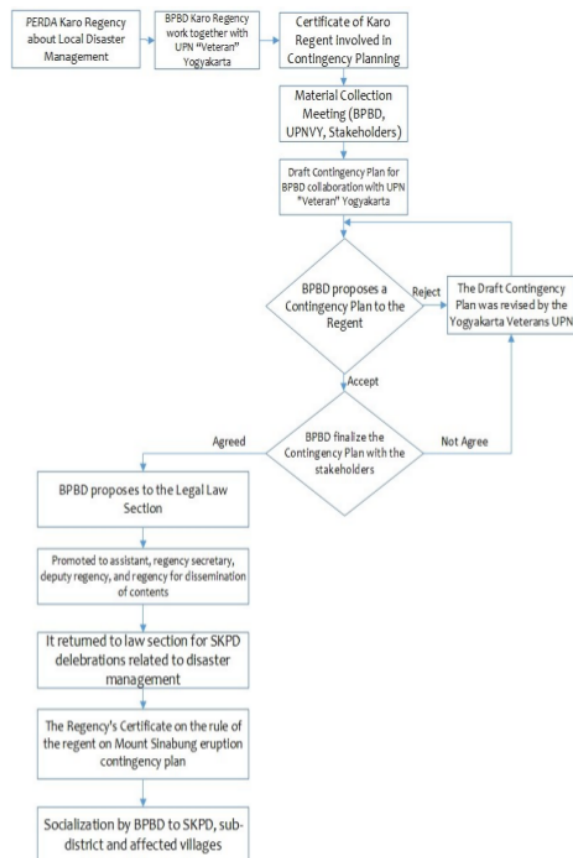 PERDA Karo Regency
about Local Disaster
Management
BPBD Karo Regency
work together with
UPN "Veteran"
Yogyakarta
Certificate of Karo
Regent Involved in
Contingency Planning
Material Collection
Meeting (BPBD,
UPNVY, Stakeholders)
Draft Contingency Plan for
BPBD collaboration with UPN
"Veteran" Yogyakarta
BPBD proposes a
Contingency Plan to the
Regent
Reject
The Draft Contingency
Plan was revised by the
Yogyakarta Veterans UPN
Accept
BPBD finalize the
Contingency Plan with the
stakeholders
Agreed
Not Agree
BPBD proposes to the Legal Law
Section
Promoted to assistant, regency secretary,
deputy regency, and regency for dissemination
of contents
It returned to law section for SKPD
delebrations related to disaster
management
The Regency's Certificate on the rule of
the regent on Mount Sinabung eruption
contingency plan
Socialization by BPBD to SKPD, sub-
district and affected villages